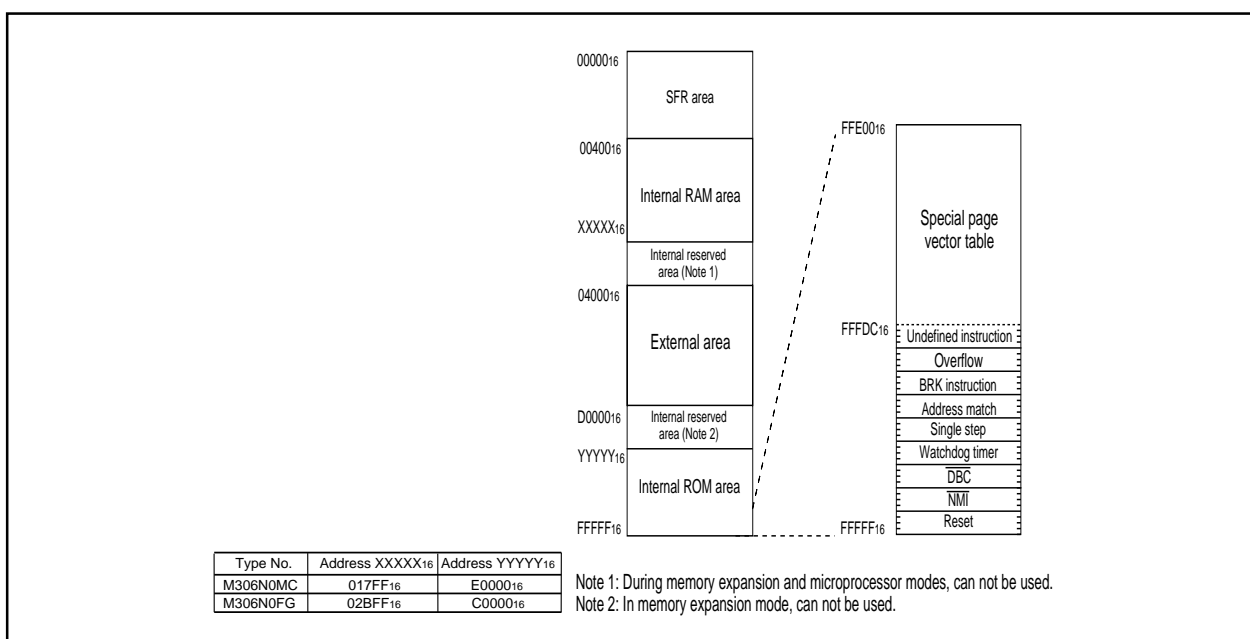 0000016
SFR area
0040016
Internal RAM area
XXXXX16
Internal reserved
area (Note 1)
0400016
External area
D000016
Internal reserved
area (Note 2)
YYYYY16
Internal ROM area
FFFFF16
FFE0016
Special page
vector table
FFFDC16
Undefined instruction
Overflow
BRK instruction
Address match
Single step
Watchdog timer
DBC
NMI
Reset
FFFFF16
Type No. Address XXXXX16 Address YYYYY16
M306N0MC 017FF16 E000016
M306N0FG 02BFF16 C000016
Note 1: During memory expansion and microprocessor modes, can not be used.
Note 2: In memory expansion mode, can not be used.